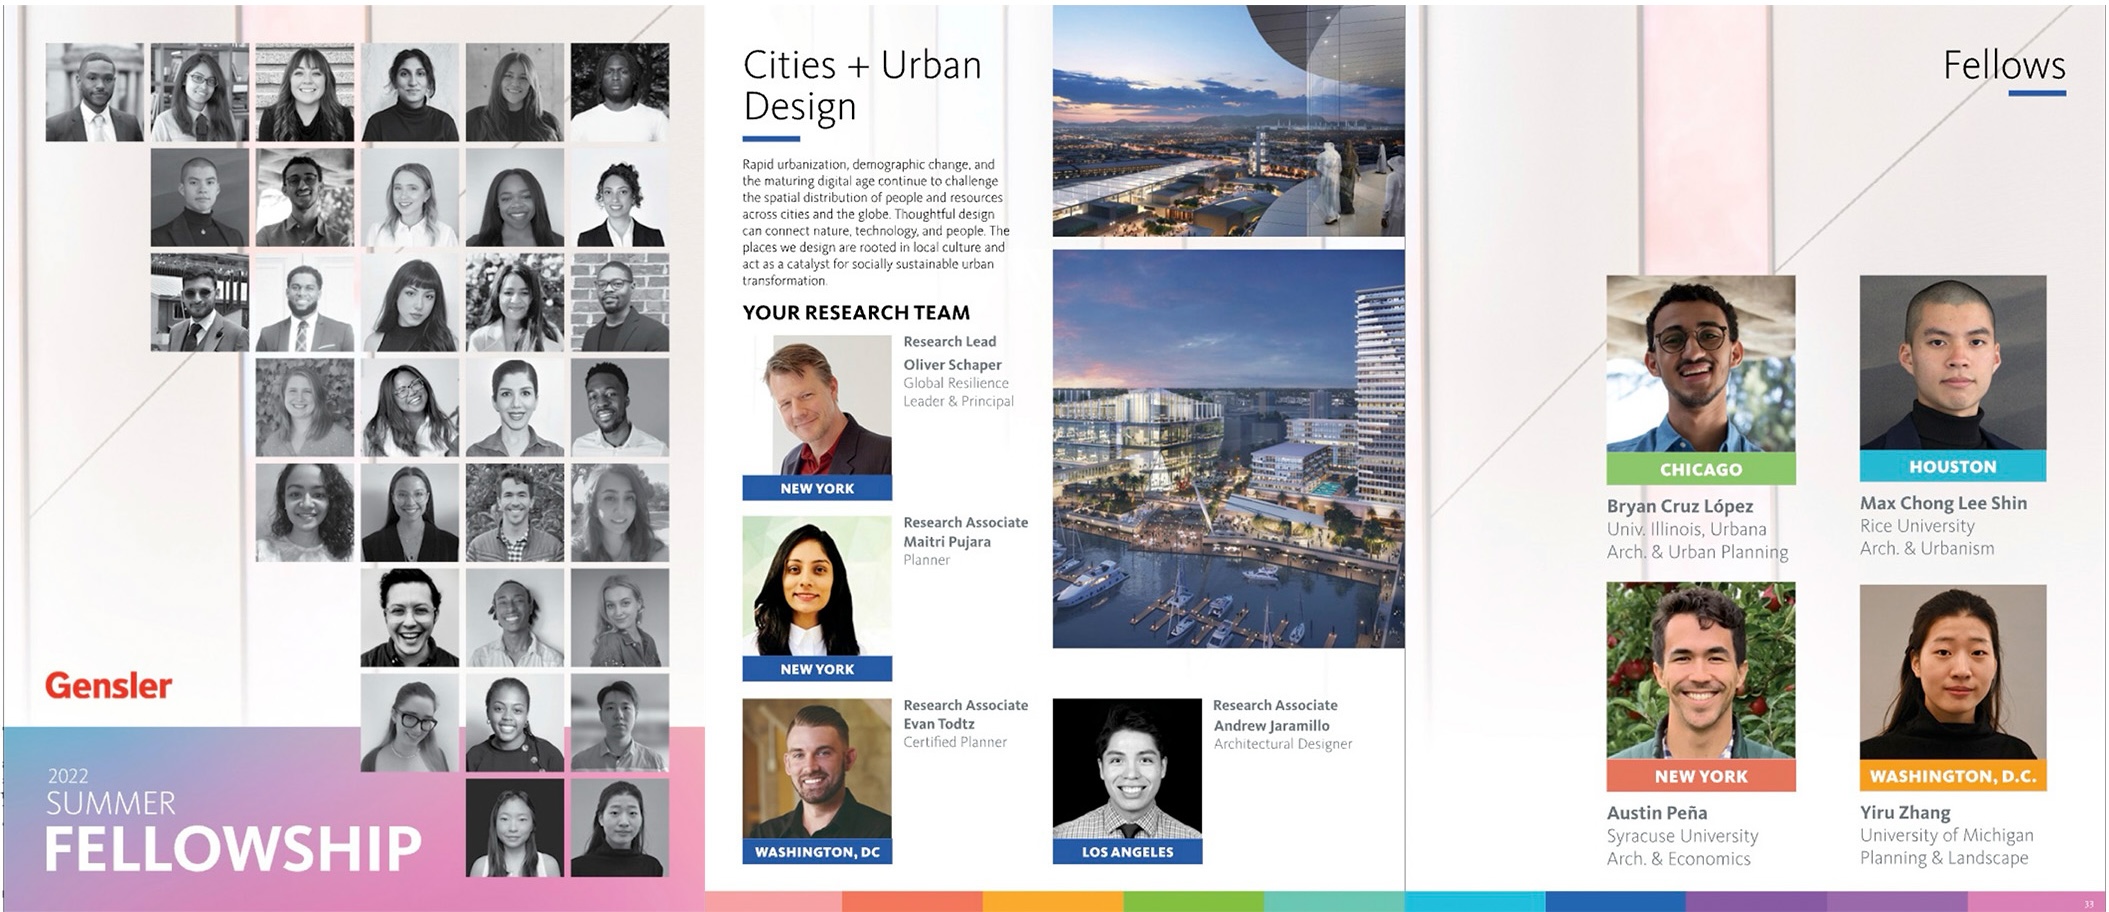 Gensler
2022
SUMMER
FELLOWSHIP
Cities + Urban
Design
Rapid urbanization, demographic change, and
the maturing digital age continue to challenge
the spatial distribution of people and resources
across cities and the globe. Thoughtful design
can connect nature, technology, and people. The
places we design are rooted in local culture and
act as a catalyst for socially sustainable urban
transformation.
YOUR RESEARCH TEAM
Research Lead
Oliver Schaper
Global Resilience
Leader & Principal
NEW YORK
Research Associate
Maitri Pujara
Planner
NEW YORK
Research Associate
Evan Todtz
Certified Planner
WASHINGTON, DC
Research Associate
Andrew Jaramillo
Architectural Designer
LOS ANGELES
Fellows
CHICAGO
Bryan Cruz López
Univ. Illinois, Urbana
Arch. & Urban Planning
HOUSTON
Max Chong Lee Shin
Rice University
Arch. & Urbanism
NEW YORK
Austin Peña
Syracuse University
Arch. & Economics
WASHINGTON, D.C.
Yiru Zhang
University of Michigan
Planning & Landscape
33